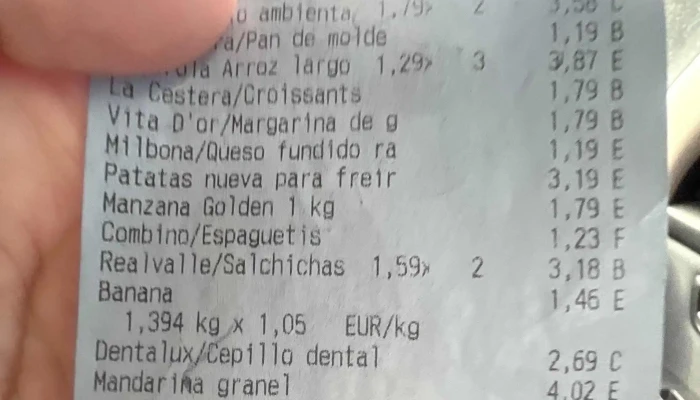 ambienta 1,79x 2 3,58 C
/Pan de molde 1,19 B
Arroz largo 1,29x 3 3,87 E
La Cestera/Croissants 1,79 B
Vita D'or/Margarina de g 1,79 B
Milbona/Queso fundido ra 1,19 E
Patatas nueva para freir 3,19 E
Manzana Golden 1 kg 1,79 E
Combino/Espaguetis 1,23 F
Realvalle/Salchichas 1,59x 2 3,18 B
Banana 1,46 E
1,394 kg x 1,05 EUR/kg
Dentalux/Cepillo dental 2,69 C
Mandarina granel 4,02 E